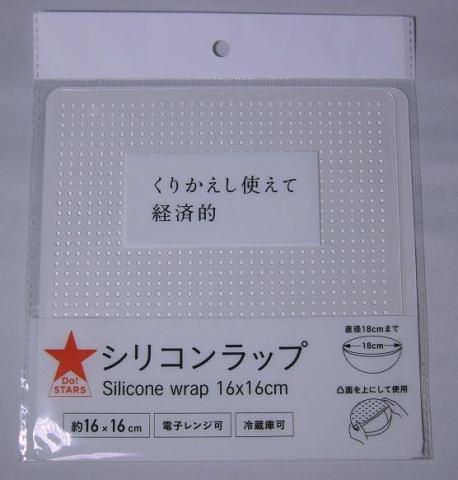 くりかえし使えて
経済的
Do!
STARS
シリコンラップ
Silicone wrap 16x16cm
約16×16cm
電子レンジ可
冷蔵庫可
直径18cmまで
18cm
凸面を上にして使用